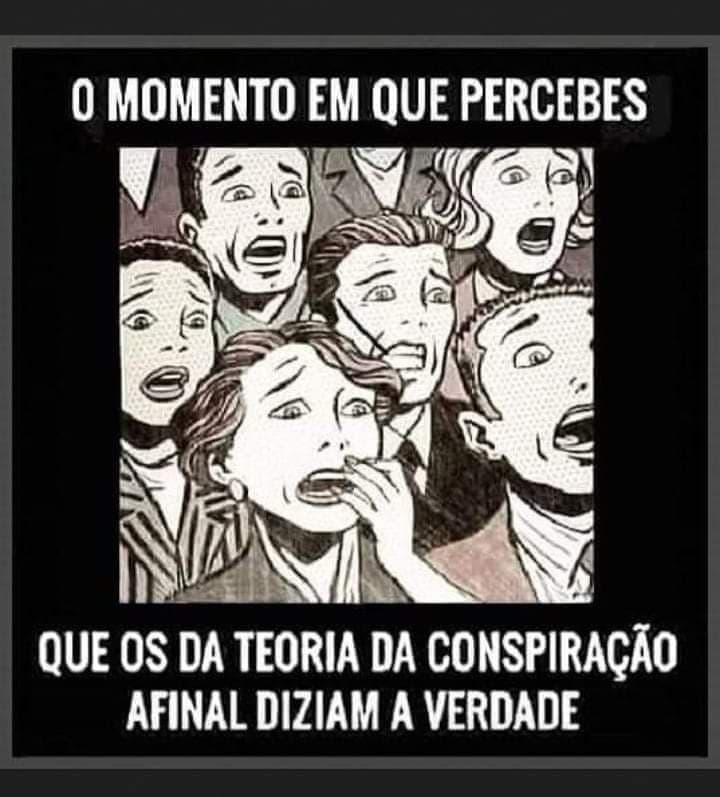 O MOMENTO EM QUE PERCEBES
QUE OS DA TEORIA DA CONSPIRAÇÃO
AFINAL DIZIAM A VERDADE